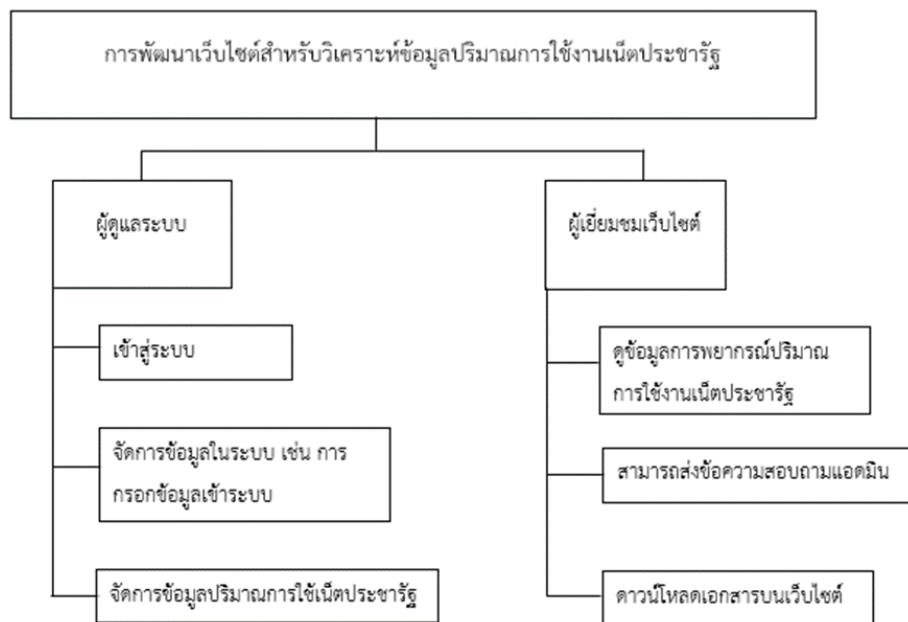 การพัฒนาเว็บไซต์สำหรับวิเคราะห์ข้อมูลปริมาณการใช้งานเน็ตประชารัฐ
ผู้ดูแลระบบ
เข้าสู่ระบบ
จัดการข้อมูลในระบบ เช่น การ
กรอกข้อมูลเข้าระบบ
จัดการข้อมูลปริมาณการใช้เน็ตประชารัฐ
ผู้เยี่ยมชมเว็บไซต์
ดูข้อมูลการพยากรณ์ปริมาณ
การใช้งานเน็ตประชารัฐ
สามารถส่งข้อความสอบถามแอดมิน
ดาวน์โหลดเอกสารบนเว็บไซต์